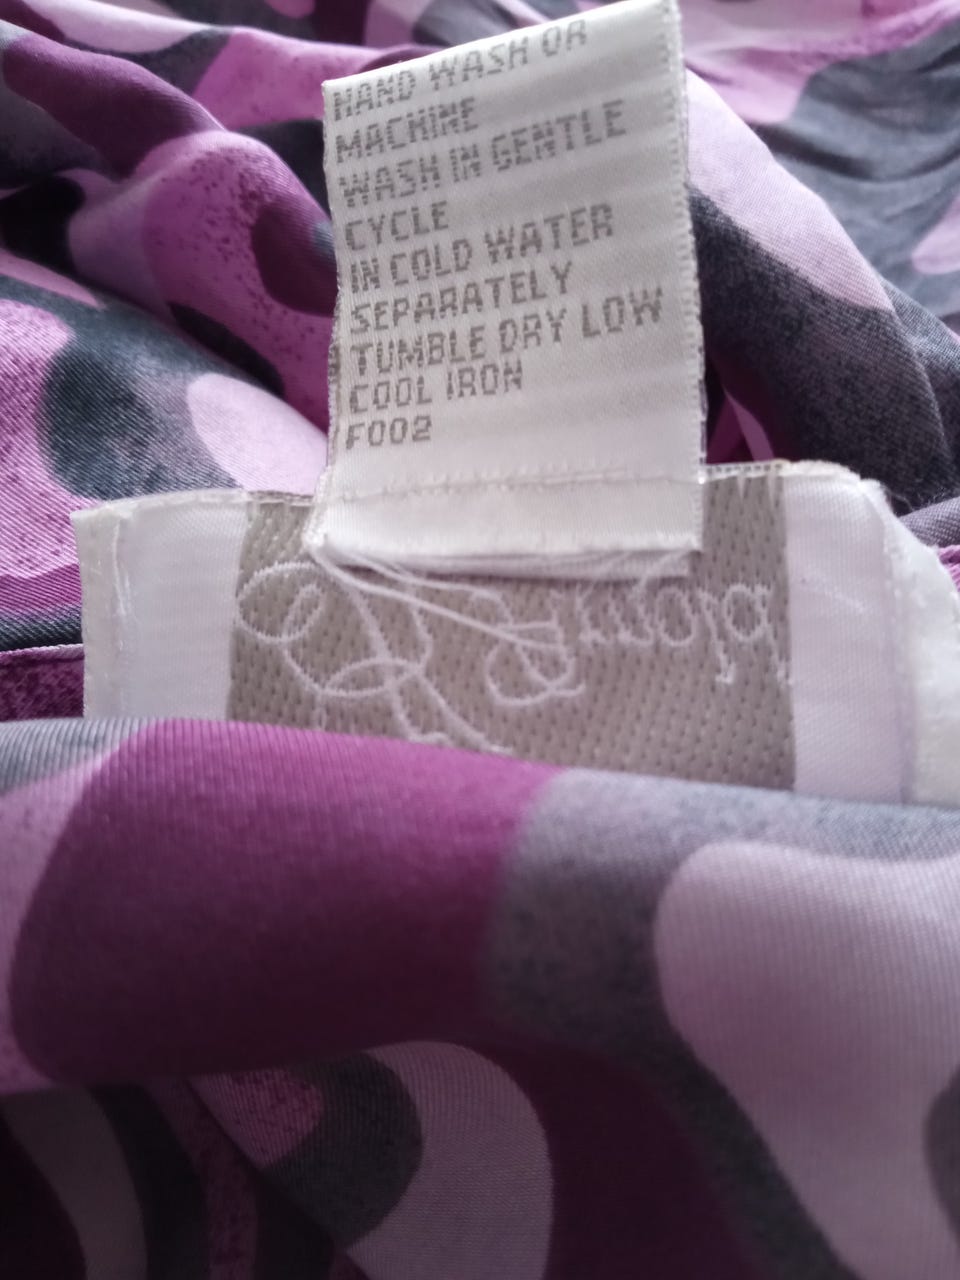 HAND WASH OR
MACHINE
WASH IN GENTLE
CYCLE
IN COLD WATER
SEPARATELY
TUMBLE DRY LOW
COOL IRON
F002